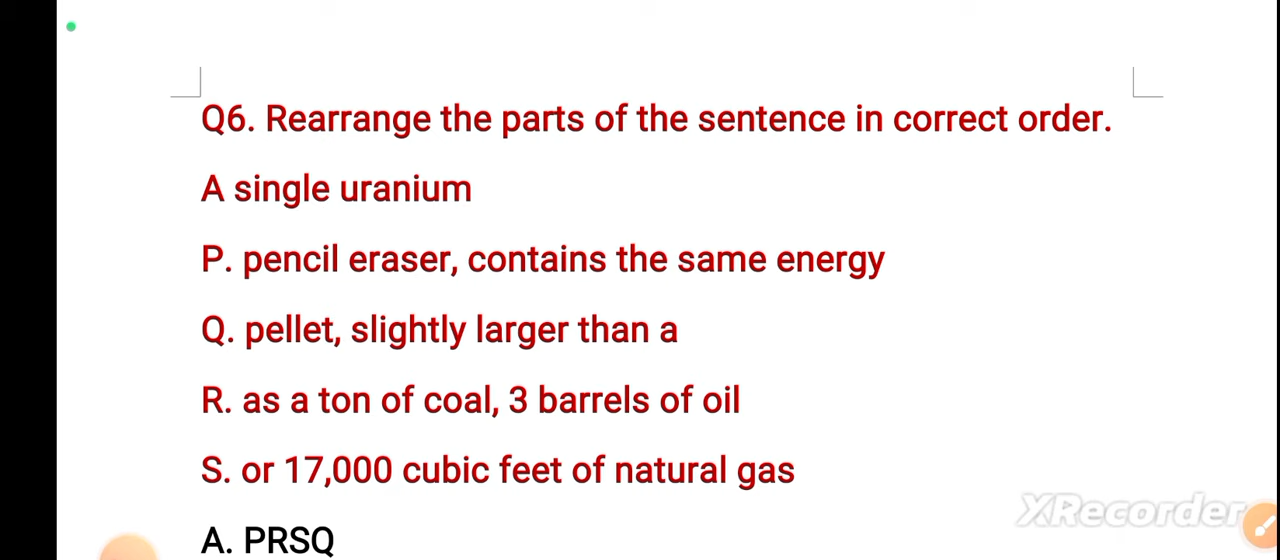 Q6. Rearrange the parts of the sentence in correct order.
A single uranium
P. pencil eraser, contains the same energy
Q. pellet, slightly larger than a
R. as a ton of coal, 3 barrels of oil
S. or 17,000 cubic feet of natural gas
XRecorder
A. PRSQ